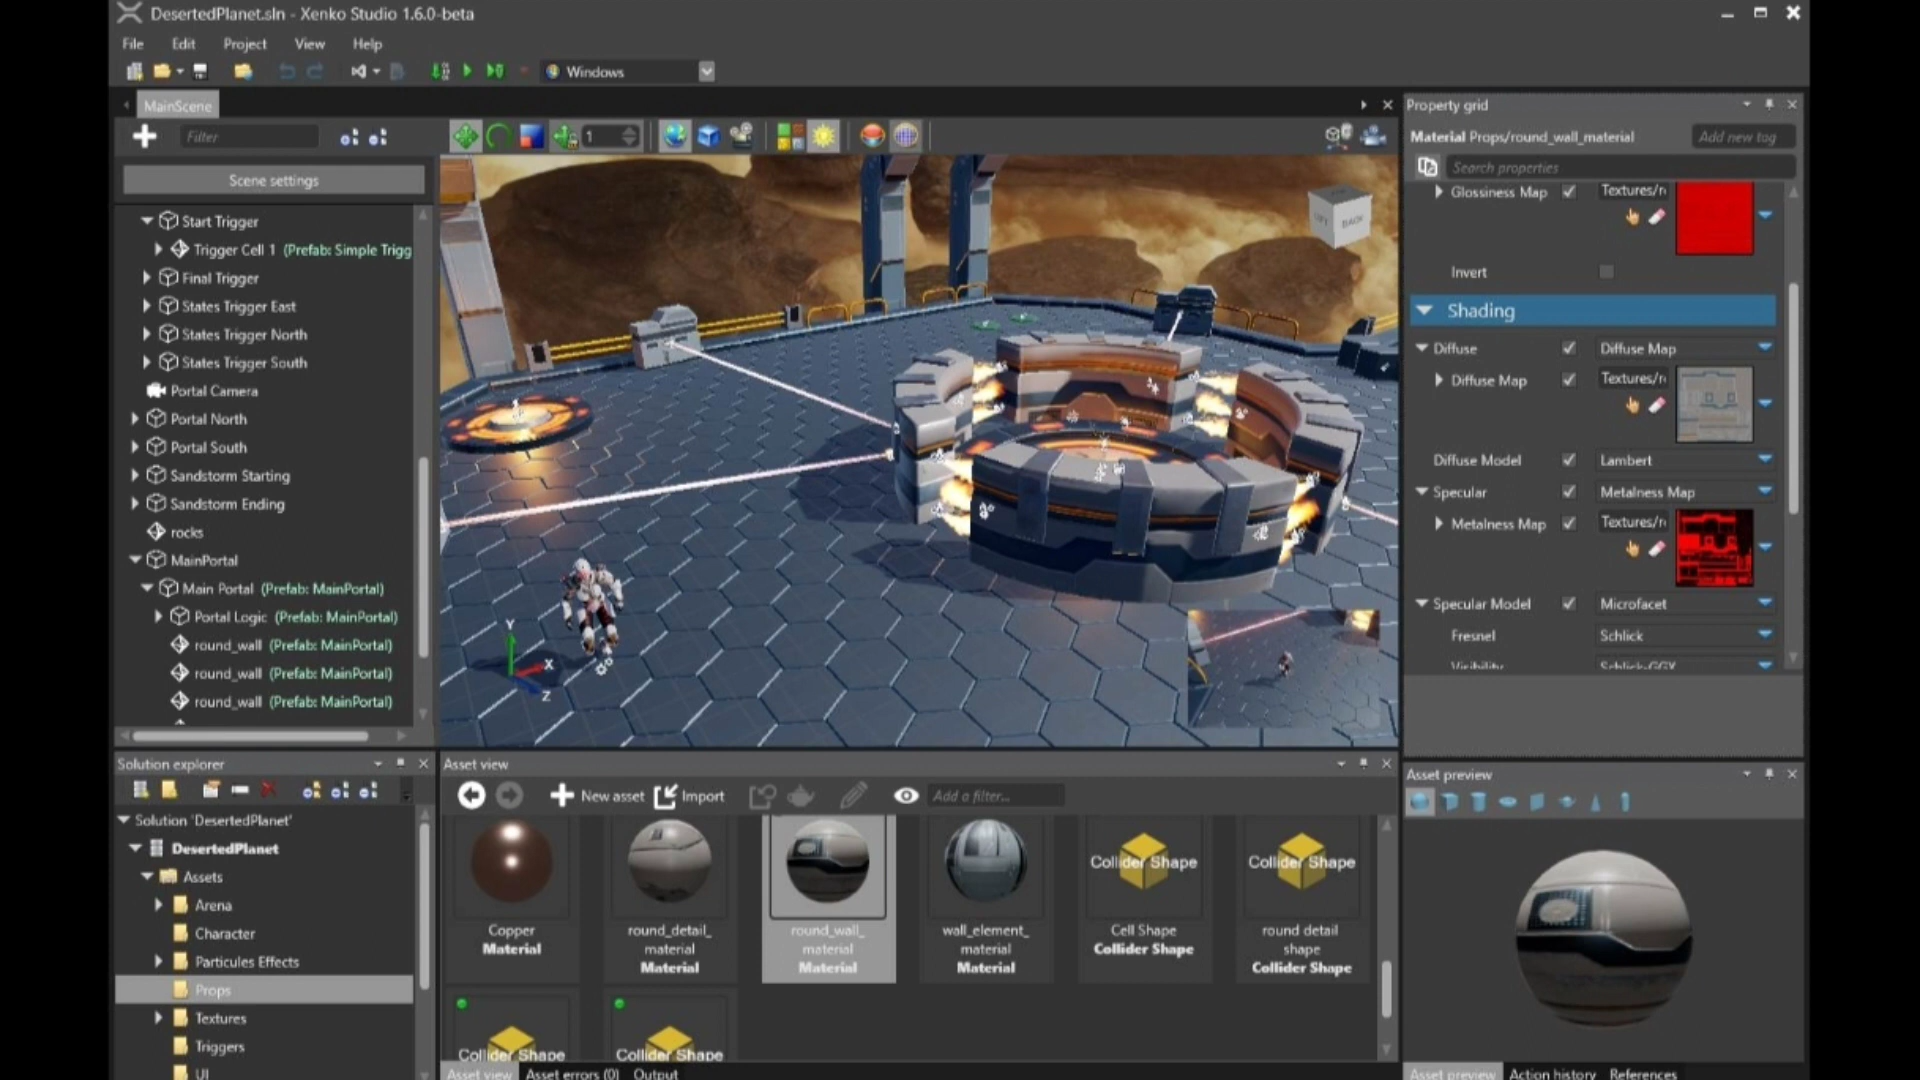 DesertedPlanet.sln - Xenko Studio 1.6.0-beta
File Edit Project View Help
Windows
MainScene
Filter
1
Scene settings
Start Trigger
Trigger Cell 1 (Prefab: Simple Trigg
Final Trigger
States Trigger East
States Trigger North
States Trigger South
Portal Camera
Portal North
Portal South
Sandstorm Starting
Sandstorm Ending
rocks
MainPortal
Main Portal (Prefab: MainPortal)
Portal Logic (Prefab: MainPortal)
round_wall (Prefab: MainPortal)
round_wall (Prefab: MainPortal)
round_wall (Prefab: MainPortal)
BACK
Y
X
Z
Property grid
Material Props/round_wall_material
Add new tag
Search properties
Glossiness Map Textures/r
Invert
Shading
Diffuse Diffuse Map
Diffuse Map Textures/r
Diffuse Model Lambert
Specular Metalness Map
Metalness Map Textures/r
Specular Model Microfacet
Fresnel Schlick
Visibility Schlick-GGX
Solution explorer
Solution 'DesertedPlanet'
DesertedPlanet
Assets
Arena
Character
Particules Effects
Props
Textures
Triggers
UI
Asset view
New asset Import Add a filter...
Copper
Material
round_detail_
material
Material
round_wall_
material
Material
wall_element_
material
Material
Collider Shape
Cell Shape
Collider Shape
Collider Shape
round detail
shape
Collider Shape
Collider Shape
Collider Shape
Asset view Asset errors (0) Output
Asset preview
Asset preview Action history References